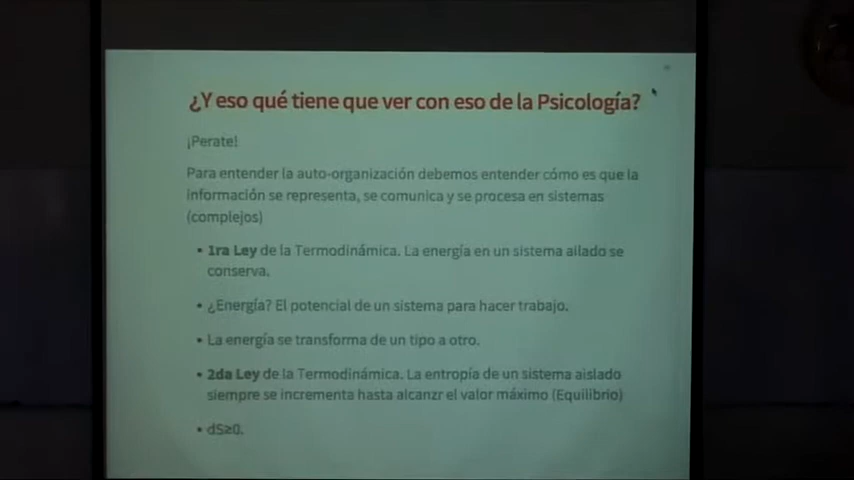 ¿Y eso qué tiene que ver con eso de la Psicología?
¡Perate!
Para entender la auto-organización debemos entender cómo es que la
información se representa, se comunica y se procesa en sistemas
(complejos)
• 1ra Ley de la Termodinámica. La energía en un sistema ailado se
conserva.
• ¿Energía? El potencial de un sistema para hacer trabajo.
• La energía se transforma de un tipo a otro.
• 2da Ley de la Termodinámica. La entropía de un sistema aislado
siempre se incrementa hasta alcanzr el valor máximo (Equilibrio)
• dS≥0.